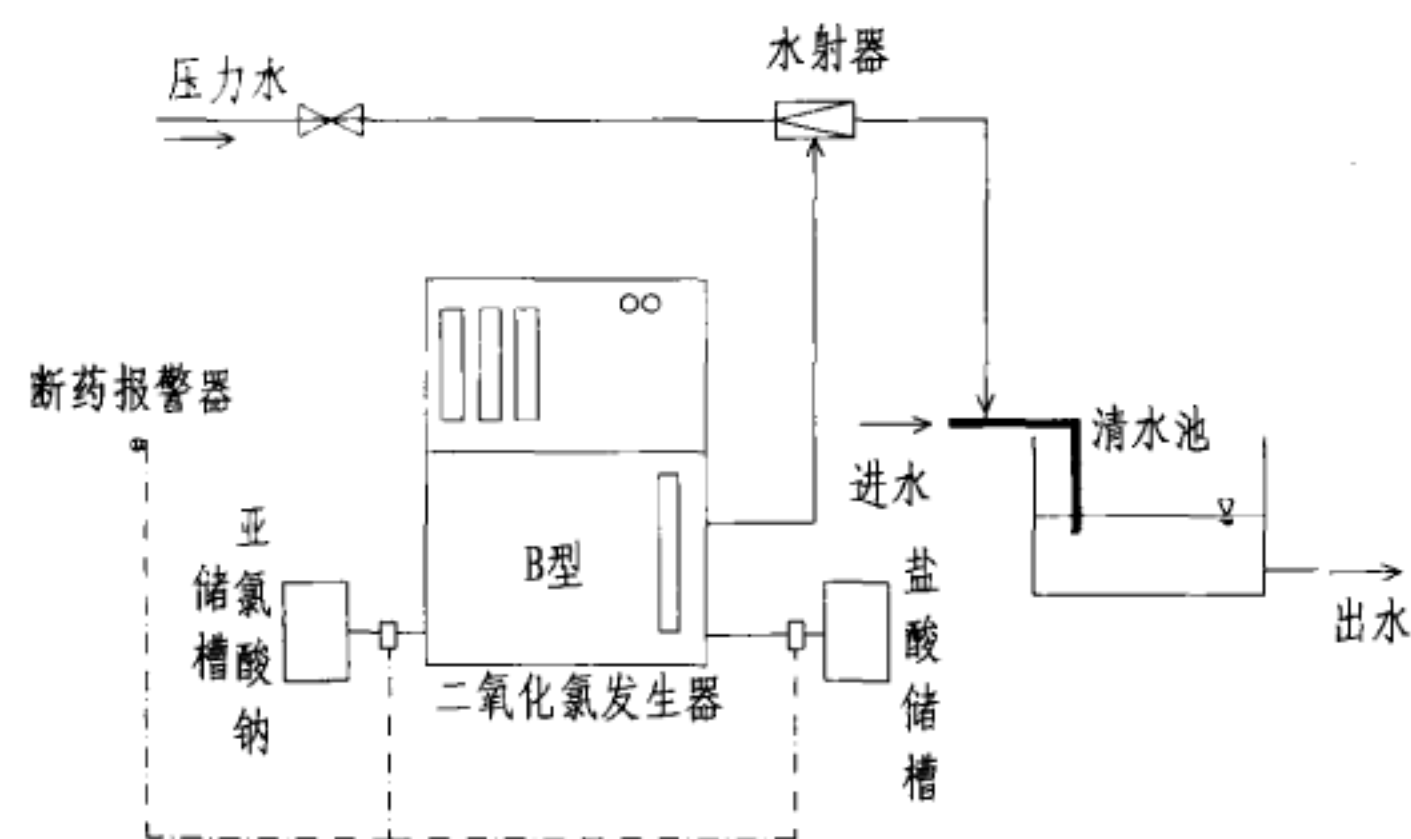 水射器
压力水
断药报警器
清水池
进水
亚氯酸钠
储槽
B型
盐酸储槽
出水
二氧化氯发生器